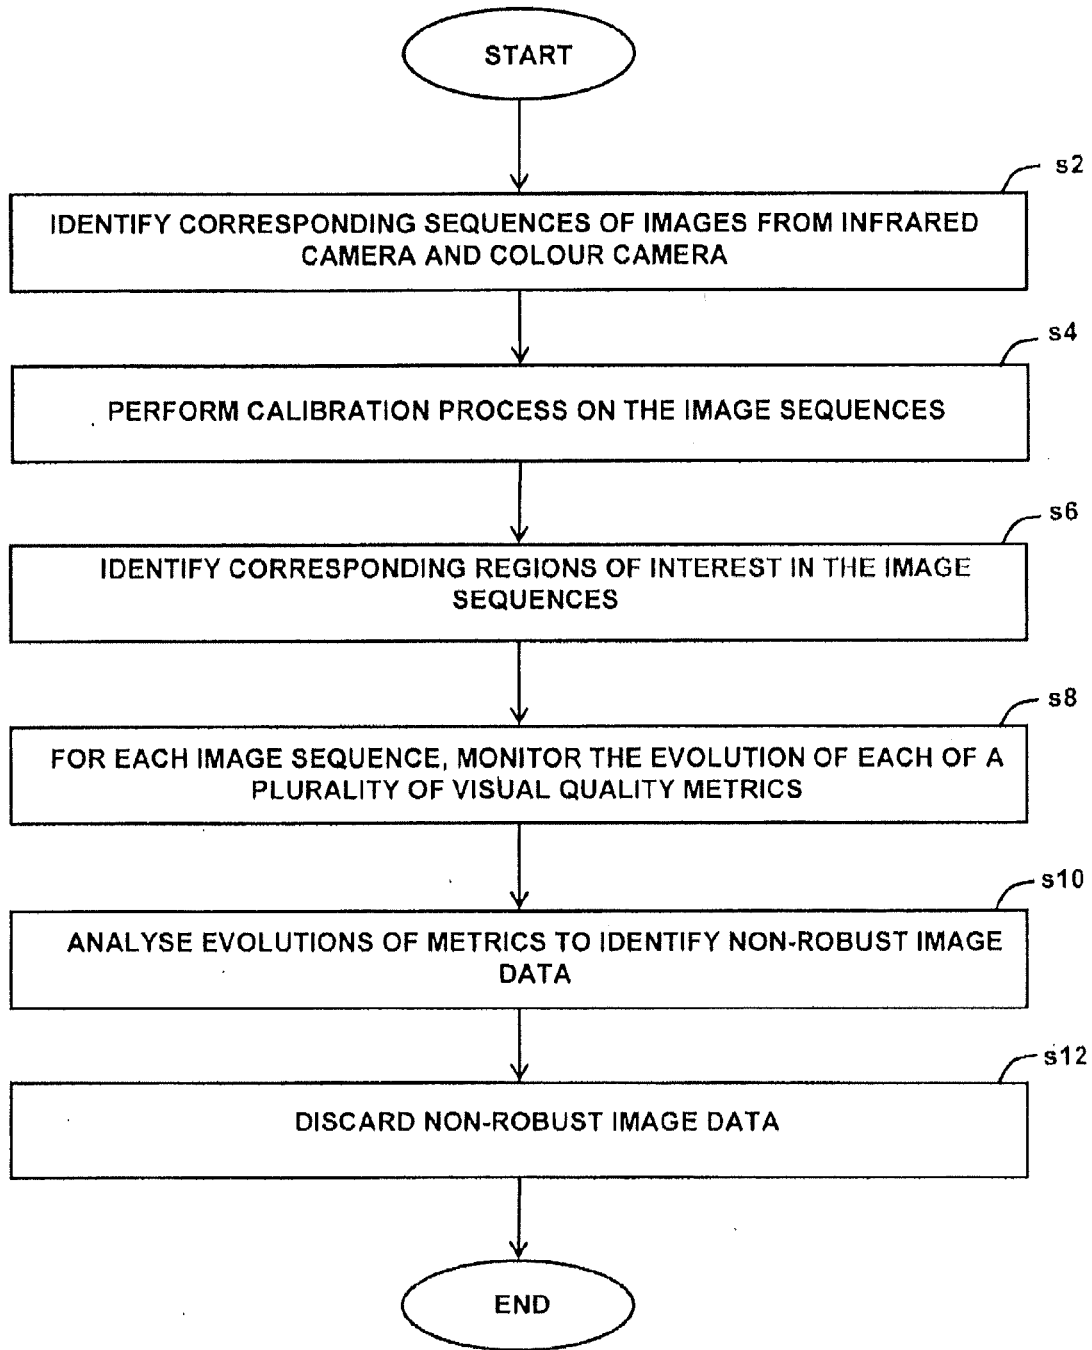 START
s2
IDENTIFY CORRESPONDING SEQUENCES OF IMAGES FROM INFRARED
CAMERA AND COLOUR CAMERA
s4
PERFORM CALIBRATION PROCESS ON THE IMAGE SEQUENCES
s6
IDENTIFY CORRESPONDING REGIONS OF INTEREST IN THE IMAGE
SEQUENCES
s8
FOR EACH IMAGE SEQUENCE, MONITOR THE EVOLUTION OF EACH OF A
PLURALITY OF VISUAL QUALITY METRICS
s10
ANALYSE EVOLUTIONS OF METRICS TO IDENTIFY NON-ROBUST IMAGE
DATA
s12
DISCARD NON-ROBUST IMAGE DATA
END